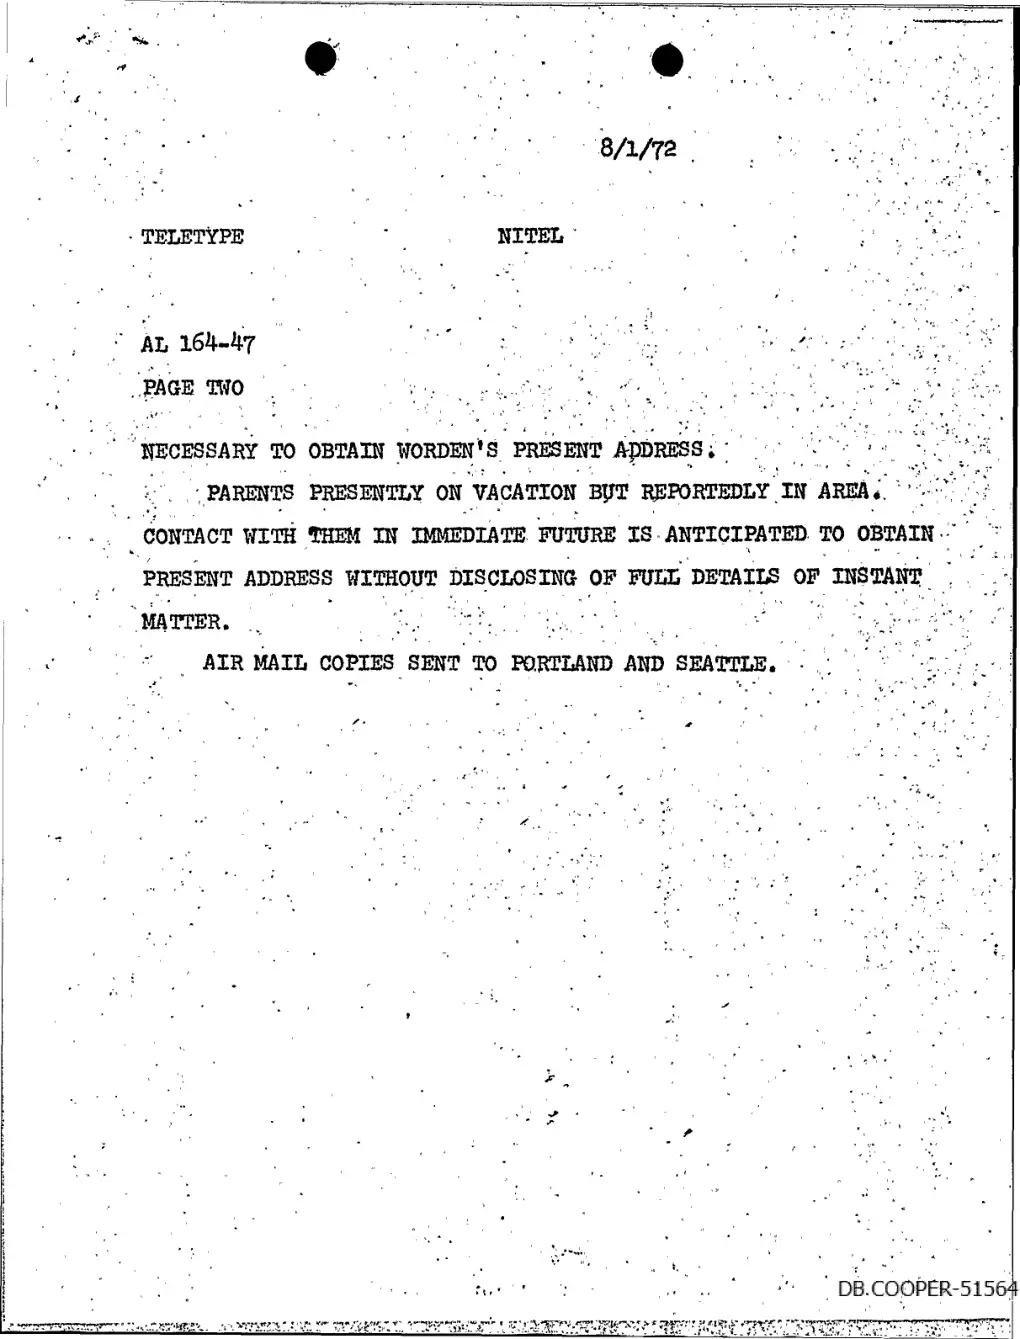 8/1/72
TELETYPE NITEL
AL 164-47
PAGE TWO
NECESSARY TO OBTAIN WORDEN'S PRESENT ADDRESS.
PARENTS PRESENTLY ON VACATION BUT REPORTEDLY IN AREA.
CONTACT WITH THEM IN IMMEDIATE FUTURE IS ANTICIPATED TO OBTAIN
PRESENT ADDRESS WITHOUT DISCLOSING OF FULL DETAILS OF INSTANT
MATTER.
AIR MAIL COPIES SENT TO PORTLAND AND SEATTLE.
DB.COOPER-51564